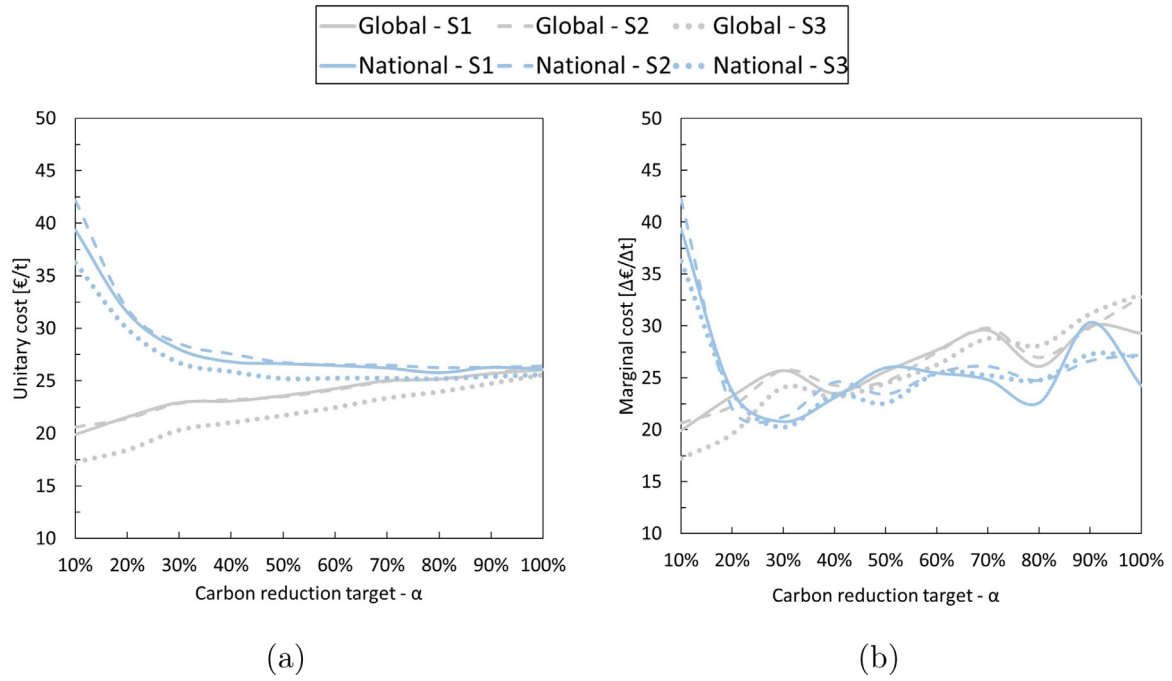 Global - S1 Global - S2 Global - S3
National - S1 National - S2 National - S3
50
45
40
35
30
25
20
15
10
Unitary cost [€/t]
10% 20% 30% 40% 50% 60% 70% 80% 90% 100%
Carbon reduction target - α
(a)
50
45
40
35
30
25
20
15
10
Marginal cost [Δ€/Δt]
10% 20% 30% 40% 50% 60% 70% 80% 90% 100%
Carbon reduction target - α
(b)